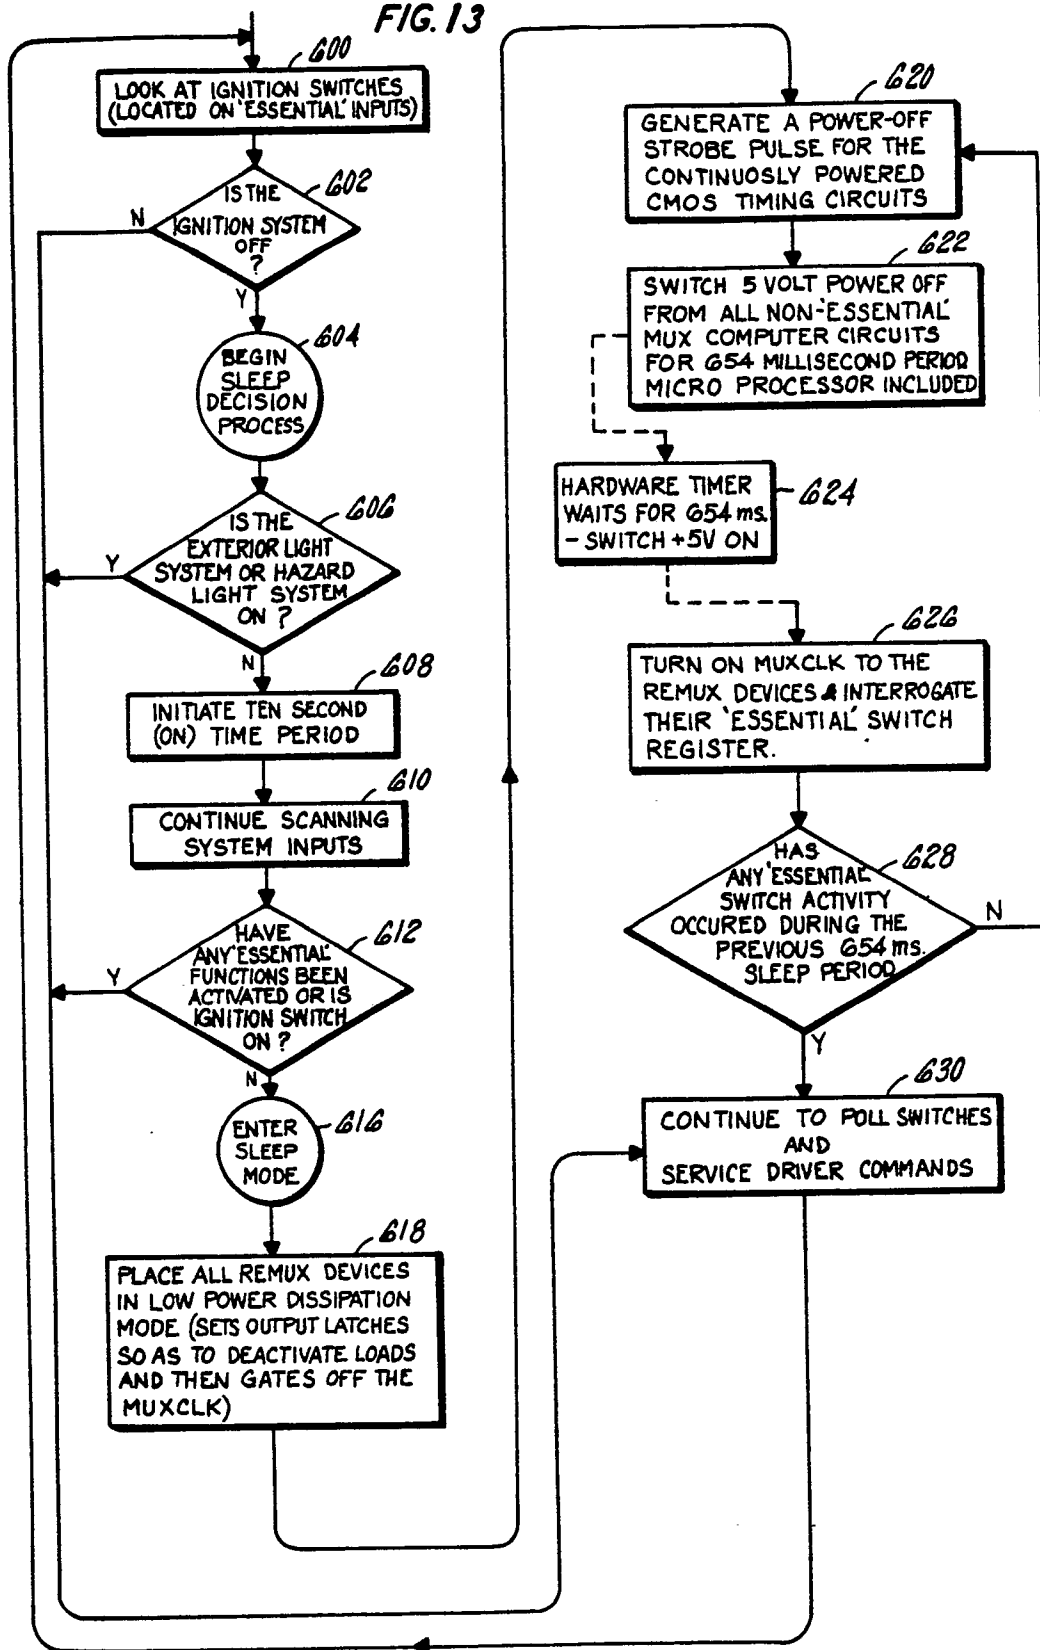 FIG. 13
600
LOOK AT IGNITION SWITCHES
(LOCATED ON 'ESSENTIAL' INPUTS)
602
IS THE
IGNITION SYSTEM
OFF
?
N
Y
604
BEGIN
SLEEP
DECISION
PROCESS
606
IS THE
EXTERIOR LIGHT
SYSTEM OR HAZARD
LIGHT SYSTEM
ON ?
Y
N
608
INITIATE TEN SECOND
(ON) TIME PERIOD
610
CONTINUE SCANNING
SYSTEM INPUTS
612
HAVE
ANY 'ESSENTIAL'
FUNCTIONS BEEN
ACTIVATED OR IS
IGNITION SWITCH
ON ?
Y
N
616
ENTER
SLEEP
MODE
618
PLACE ALL REMUX DEVICES
IN LOW POWER DISSIPATION
MODE (SETS OUTPUT LATCHES
SO AS TO DEACTIVATE LOADS
AND THEN GATES OFF THE
MUXCLK)
620
GENERATE A POWER-OFF
STROBE PULSE FOR THE
CONTINUOSLY POWERED
CMOS TIMING CIRCUITS
622
SWITCH 5 VOLT POWER OFF
FROM ALL NON-'ESSENTIAL'
MUX COMPUTER CIRCUITS
FOR 654 MILLISECOND PERIOD
MICRO PROCESSOR INCLUDED
624
HARDWARE TIMER
WAITS FOR 654 ms.
- SWITCH +5V ON
626
TURN ON MUXCLK TO THE
REMUX DEVICES & INTERROGATE
THEIR 'ESSENTIAL' SWITCH
REGISTER.
628
HAS
ANY 'ESSENTIAL'
SWITCH ACTIVITY
OCCURED DURING THE
PREVIOUS 654 ms.
SLEEP PERIOD
N
Y
630
CONTINUE TO POLL SWITCHES
AND
SERVICE DRIVER COMMANDS